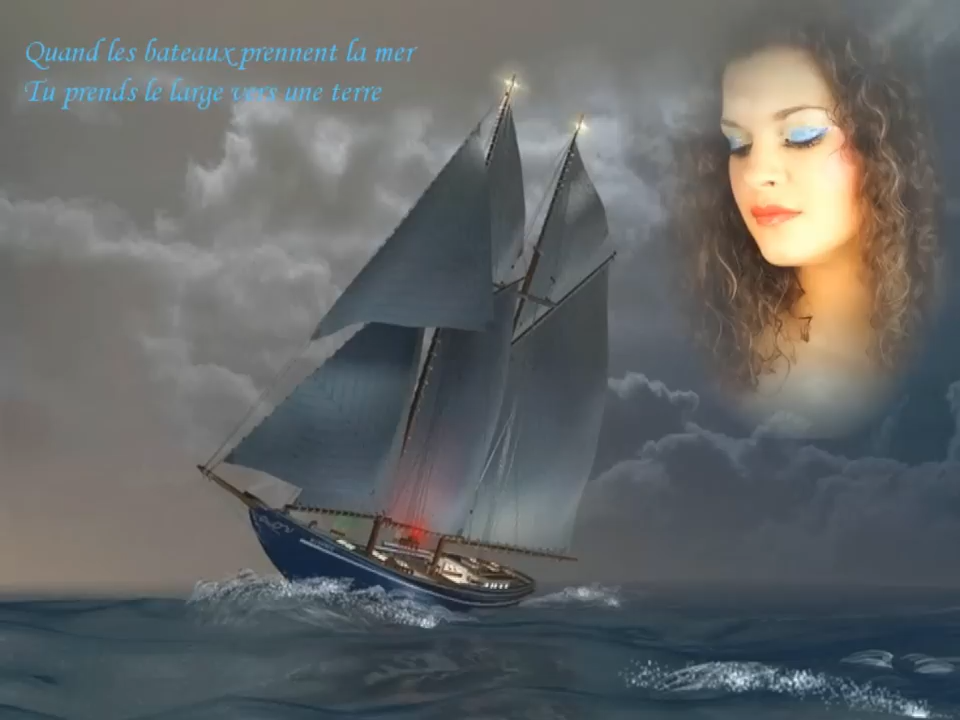 Quand les bateaux prennent la mer
Tu prends le large vers une terre